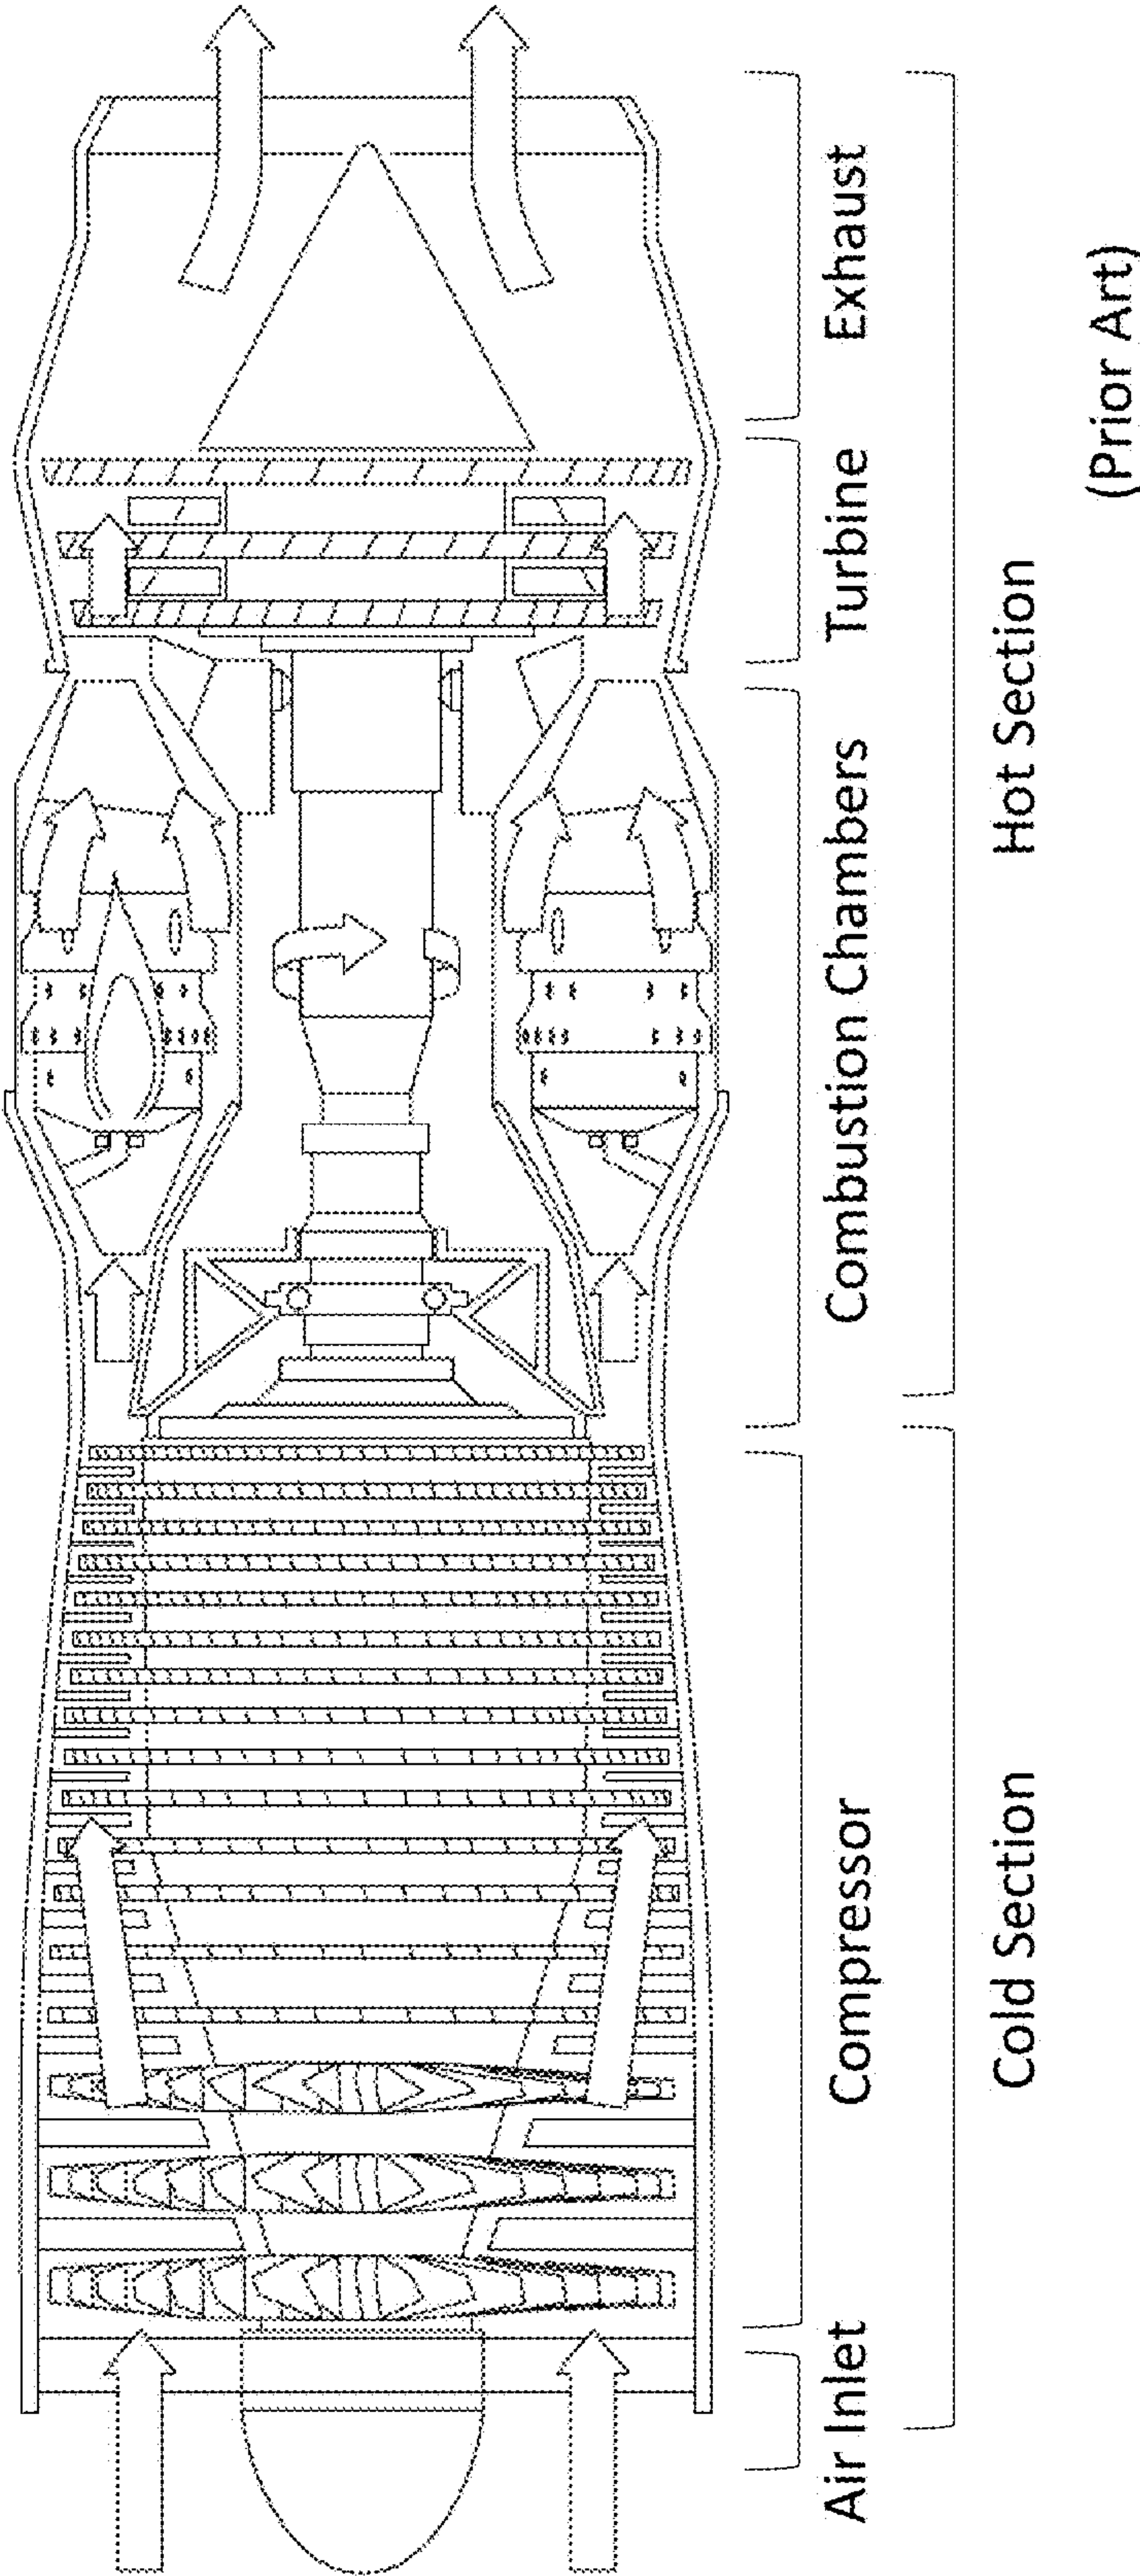 Air Inlet
Compressor
Combustion Chambers
Turbine
Exhaust
Cold Section
Hot Section
(Prior Art)